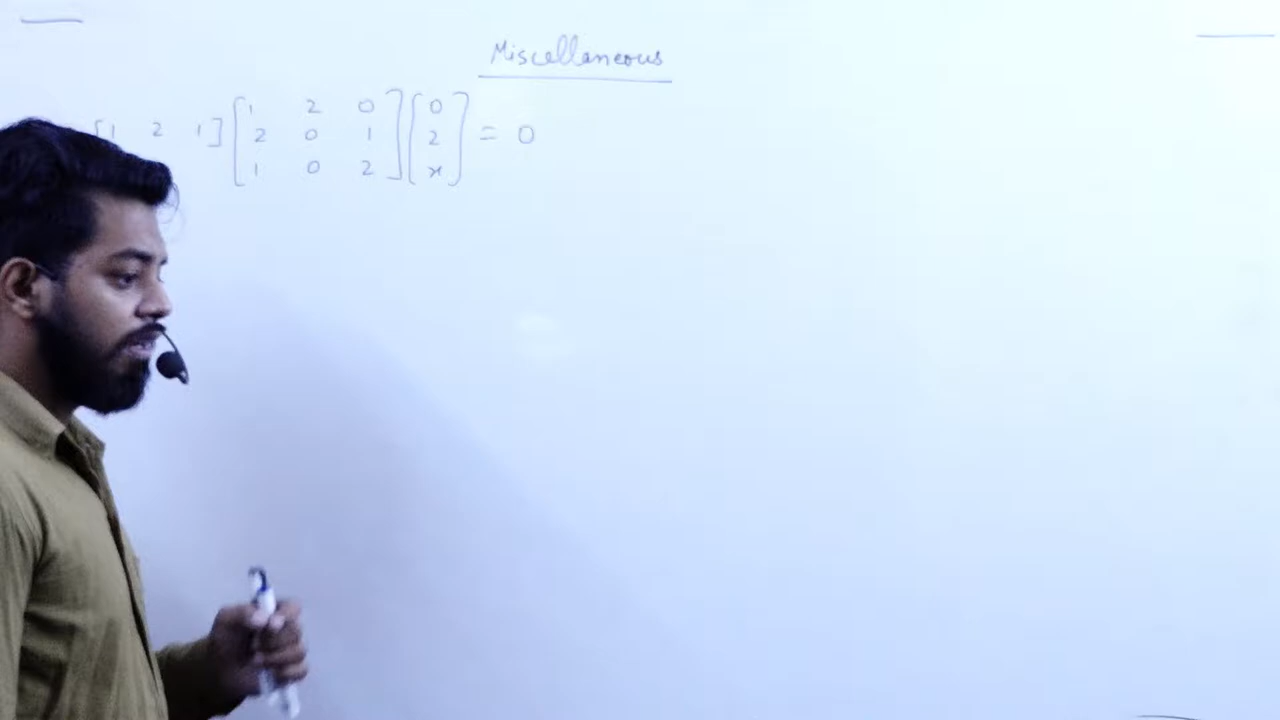 Miscellaneous
[1 2 1] [1 2 0 [0
2 0 1 2 = 0
1 0 2] x]